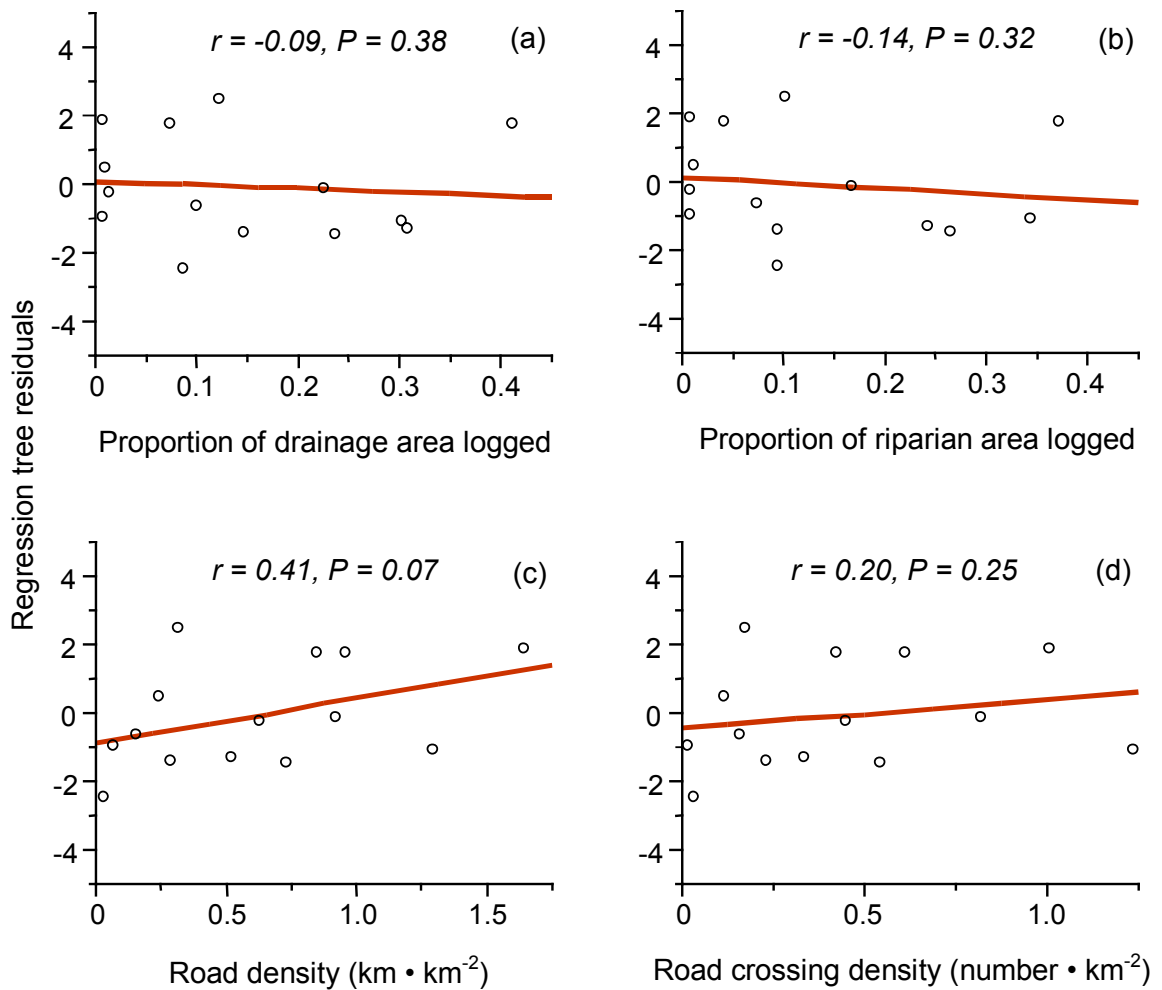 r = -0.09, P = 0.38
(a)
4
2
0
-2
-4
0 0.1 0.2 0.3 0.4
Proportion of drainage area logged
r = -0.14, P = 0.32
(b)
4
2
0
-2
-4
0 0.1 0.2 0.3 0.4
Proportion of riparian area logged
Regression tree residuals
r = 0.41, P = 0.07
(c)
4
2
0
-2
-4
0 0.5 1.0 1.5
Road density (km • km⁻²)
r = 0.20, P = 0.25
(d)
4
2
0
-2
-4
0 0.5 1.0
Road crossing density (number • km⁻²)